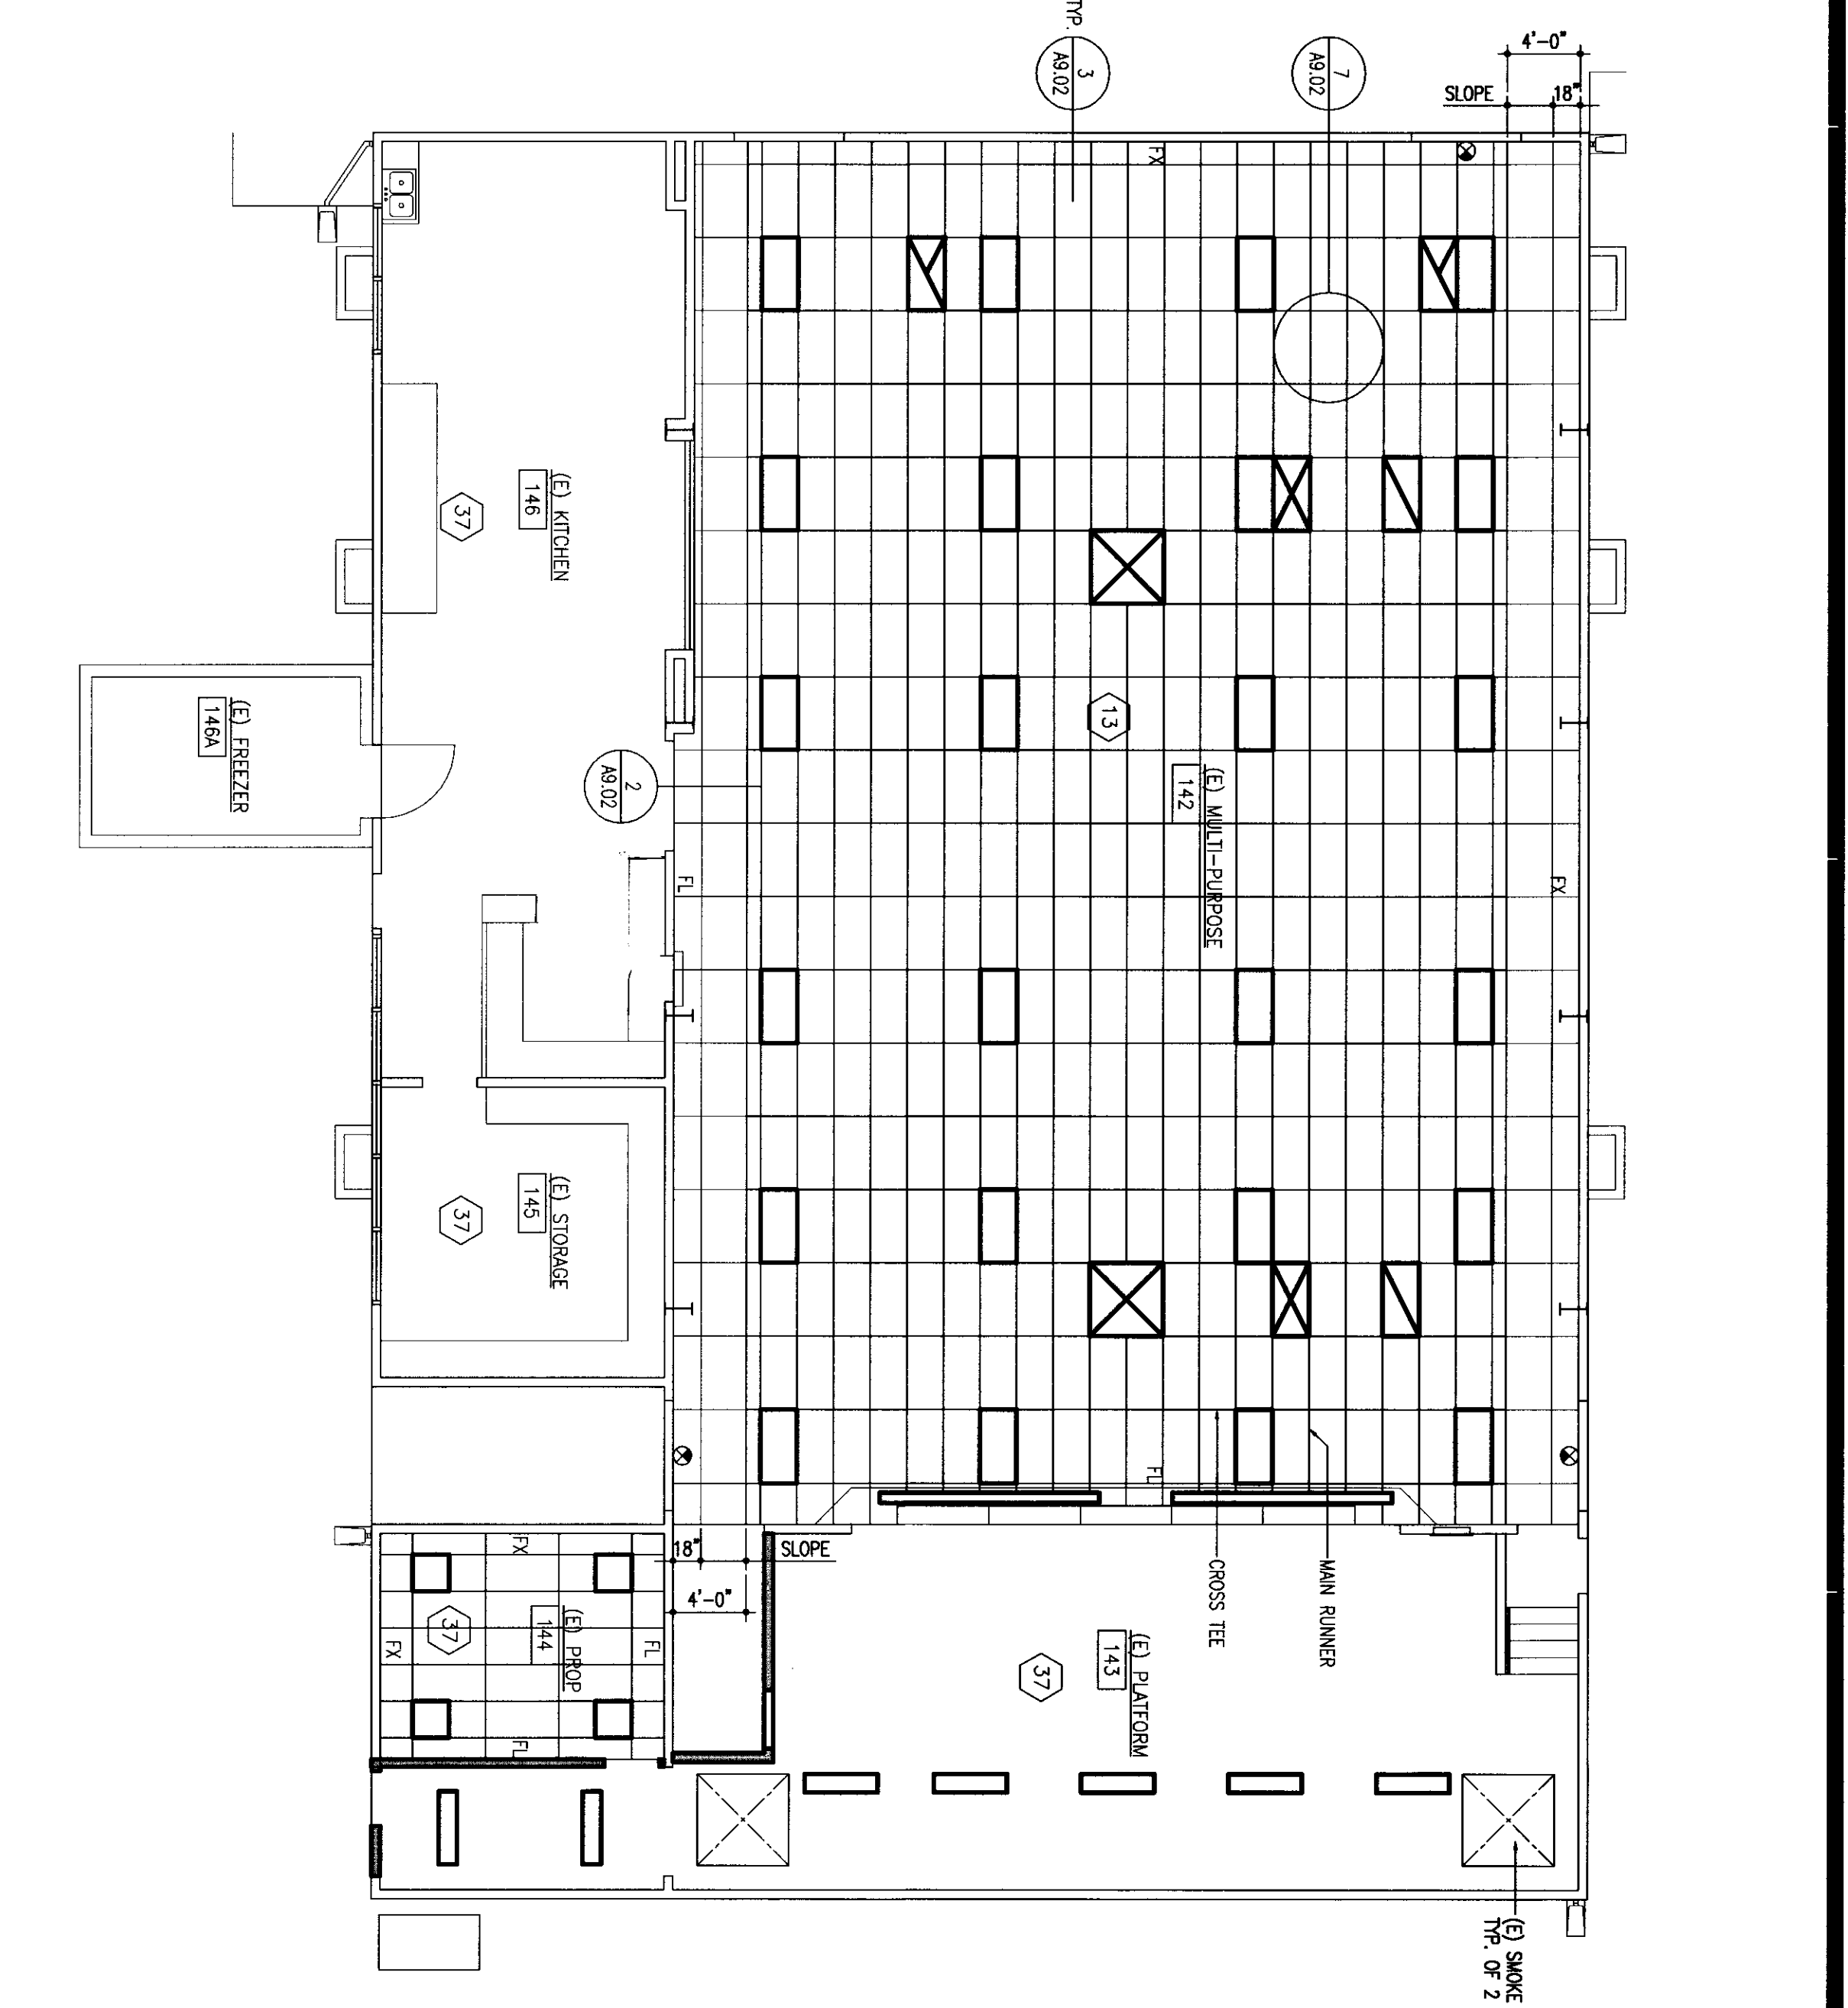 TYP.
3
A9.02
7
A9.02
4'-0"
SLOPE
18"
FX
(E) KITCHEN
146
37
13
(E) FREEZER
146A
2
A9.02
(E) MULTI-PURPOSE
142
FL
FX
(E) STORAGE
145
37
FL
18"
SLOPE
4'-0"
CROSS TEE
MAIN RUNNER
FX
(E) PROP
144
37
FX
FL
FL
(E) PLATFORM
143
37
(E) SMOKE
TYP. OF 2